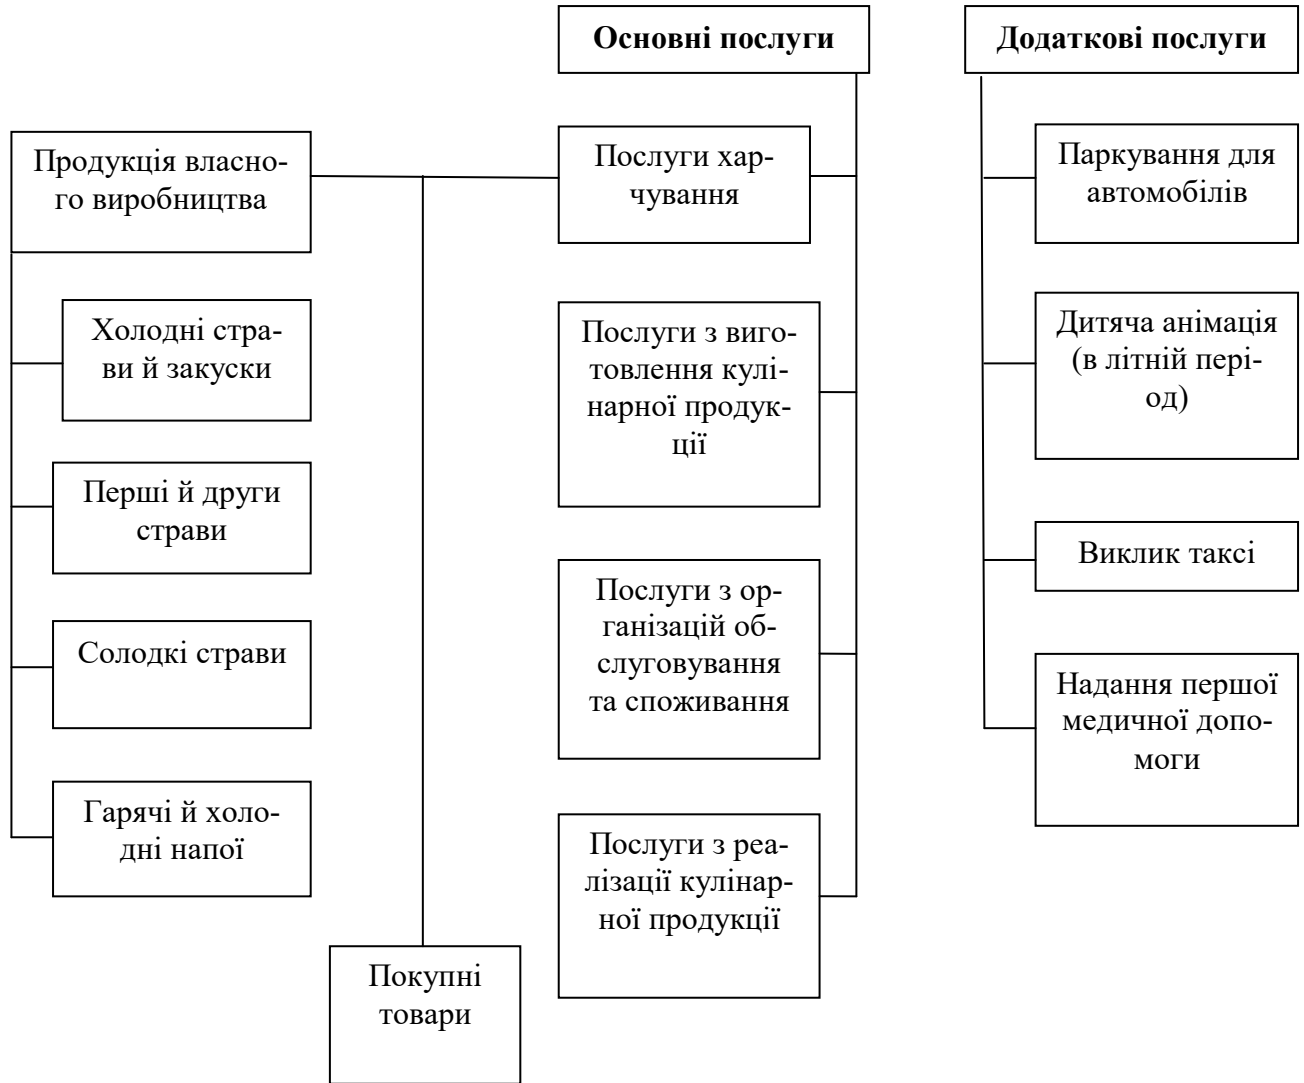 Основні послуги
Додаткові послуги
Продукція власно-
го виробництва
Послуги хар-
чування
Паркування для
автомобілів
Холодні стра-
ви й закуски
Послуги з виго-
товлення кулі-
нарної продук-
ції
Дитяча анімація
(в літній пері-
од)
Перші й други
страви
Виклик таксі
Солодкі страви
Послуги з ор-
ганізацій об-
слуговування
та споживання
Надання першої
медичної допо-
моги
Гарячі й холо-
дні напої
Послуги з реа-
лізації кулінар-
ної продукції
Покупні
товари